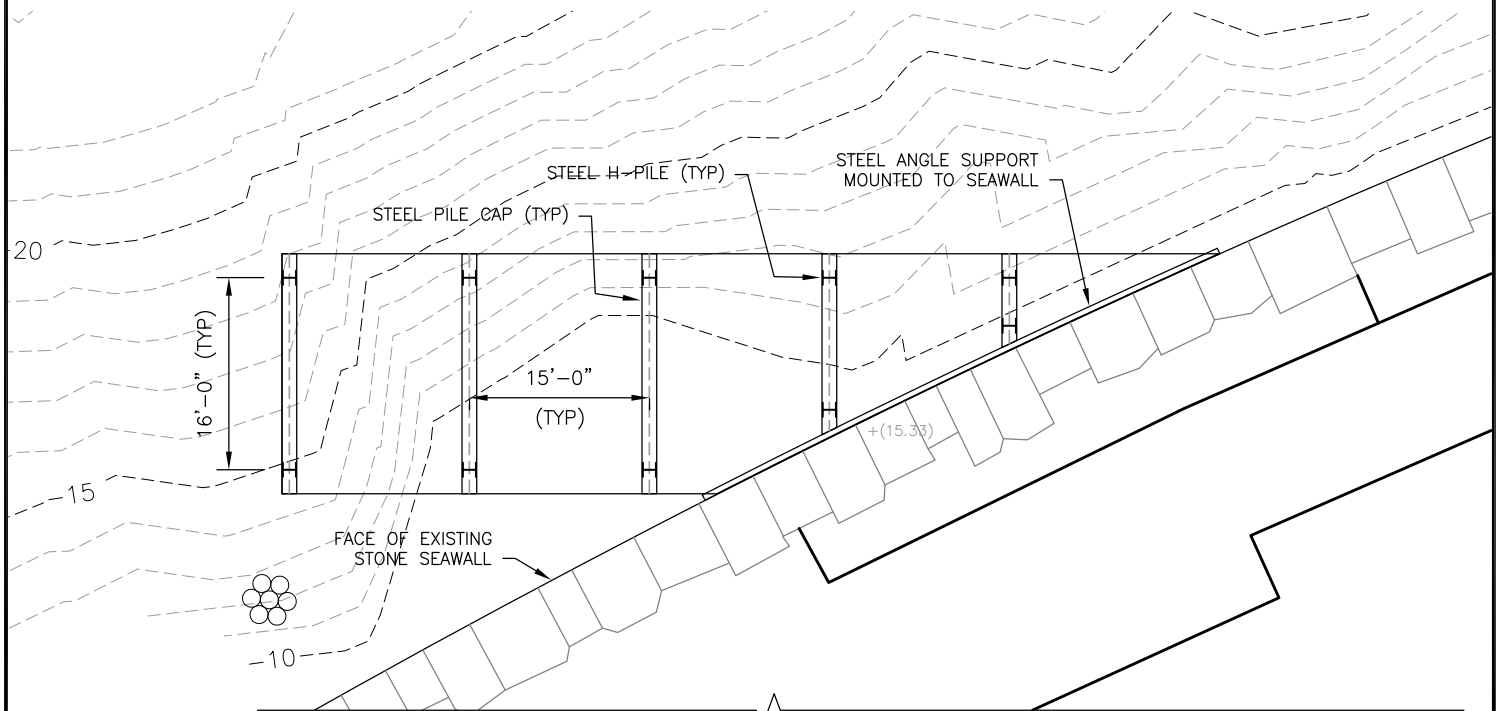 STEEL ANGLE SUPPORT
MOUNTED TO SEAWALL
STEEL H-PILE (TYP)
STEEL PILE CAP (TYP)
-20
16'-0" (TYP)
15'-0"
(TYP)
+(15.33)
-15
FACE OF EXISTING
STONE SEAWALL
-10